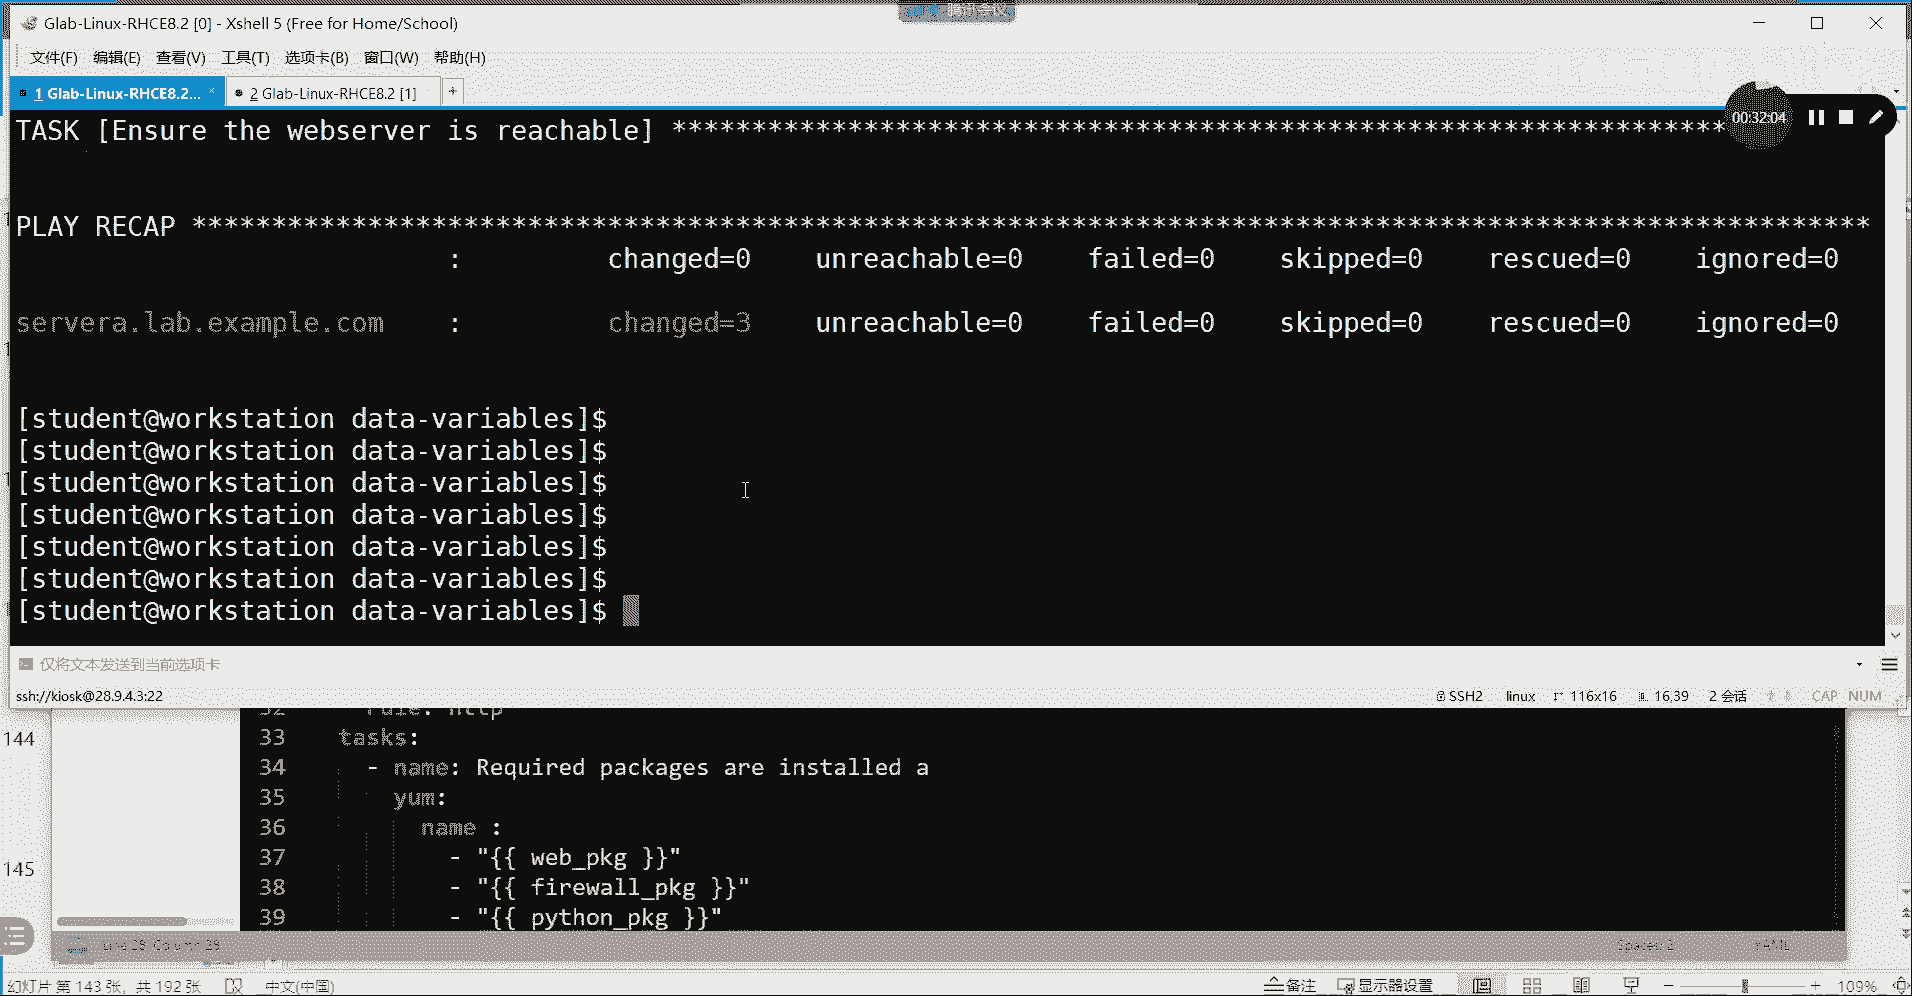 Glab-Linux-RHCE8.2 [0] - Xshell 5 (Free for Home/School)
文件(F) 编辑(E) 查看(V) 工具(T) 选项卡(B) 窗口(W) 帮助(H)
1 Glab-Linux-RHCE8.2... × 2 Glab-Linux-RHCE8.2 [1] +
00:32:04
TASK [Ensure the webserver is reachable] ******************************************************************
PLAY RECAP *********************************************************************************************************
: changed=0 unreachable=0 failed=0 skipped=0 rescued=0 ignored=0
servera.lab.example.com : changed=3 unreachable=0 failed=0 skipped=0 rescued=0 ignored=0
[student@workstation data-variables]$
[student@workstation data-variables]$
[student@workstation data-variables]$
[student@workstation data-variables]$
[student@workstation data-variables]$
[student@workstation data-variables]$
[student@workstation data-variables]$
仅将文本发送到当前选项卡
ssh://kiosk@28.9.4.3:22 SSH2 linux 116x16 16,39 2 会话 CAP NUM
32 rule: http
144
33 tasks:
34 - name: Required packages are installed a
35 yum:
36 name :
37 - "{{ web_pkg }}"
145
38 - "{{ firewall_pkg }}"
39 - "{{ python_pkg }}"
Spaces: 2 YAML
幻灯片 第 143 张，共 192 张 中文(中国) 备注 显示器设置 109%